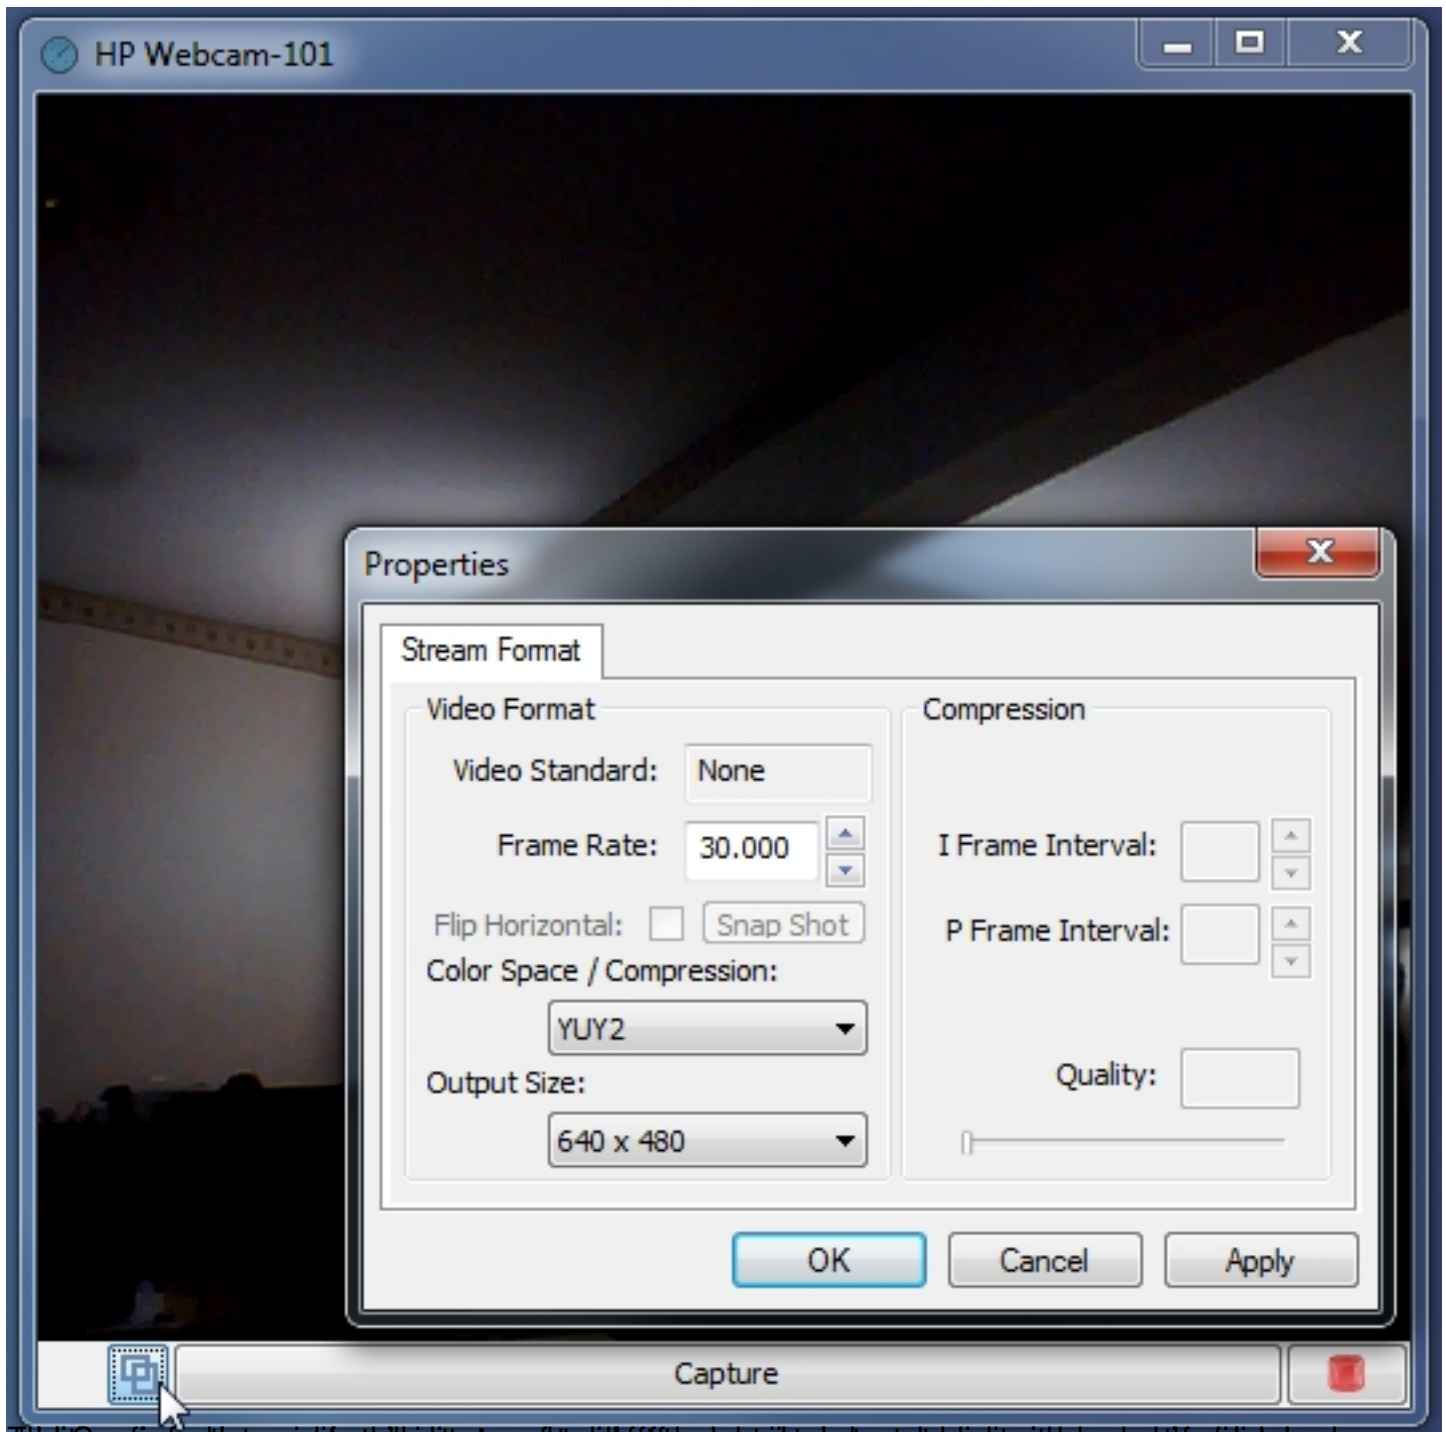 HP Webcam-101
Properties
Stream Format
Video Format
Video Standard: None
Frame Rate: 30.000
Flip Horizontal: Snap Shot
Color Space / Compression:
YUY2
Output Size:
640 x 480
Compression
I Frame Interval:
P Frame Interval:
Quality:
OK Cancel Apply
Capture